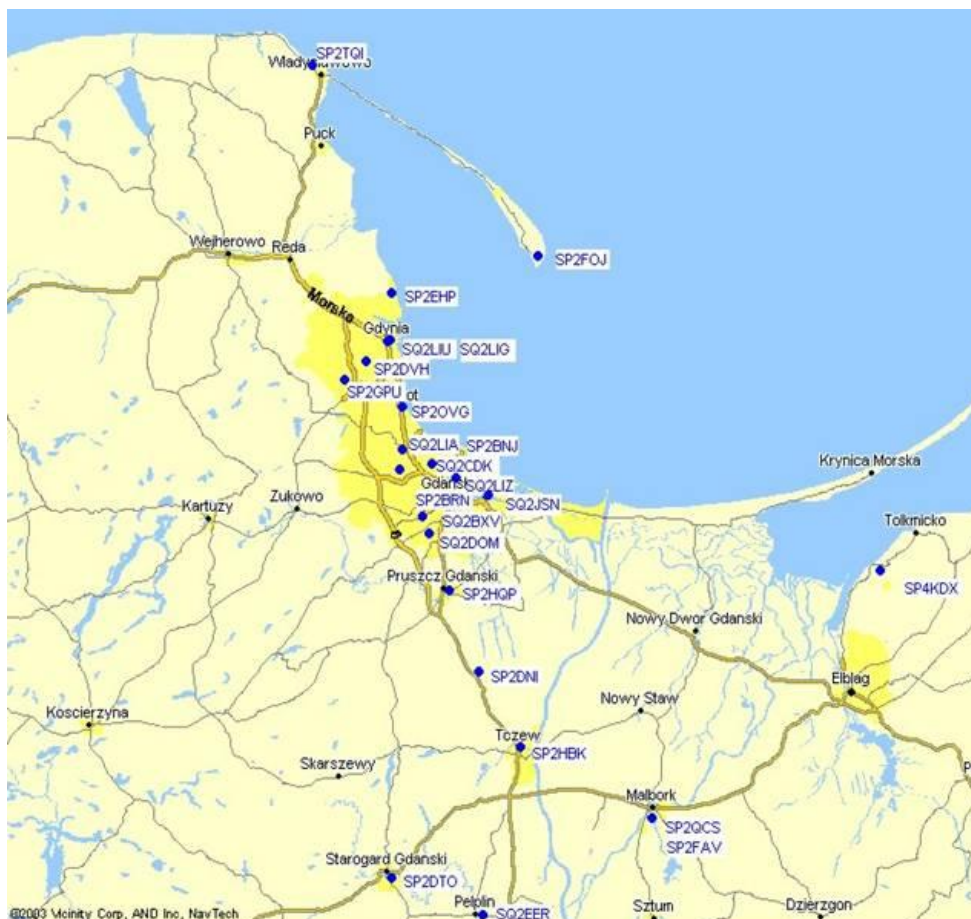 SP2TQI
Wladyslawowo
Puck
Wejherowo
Reda
SP2FOJ
SP2EHP
Morska
Gdynia
SQ2LIU SQ2LIG
SP2DVH
SP2GPU
ot
SP2OVG
SQ2LIA SP2BNJ
SQ2CDK
Krynica Morska
Gdansk
SQ2LIZ
Zukowo
SP2BRN
SQ2JSN
Kartuzy
SQ2BXV
Tolkmicko
SQ2DOM
Pruszcz Gdanski
SP2HQP
SP4KDX
Nowy Dwor Gdanski
SP2DNI
Elblag
Nowy Staw
Koscierzyna
Tczew
SP2HBK
Skarszewy
P
Malbork
SP2QCS
SP2FAV
Starogard Gdański
SP2DTO
Pelplin
SQ2EER
Sztum
Dzierzgon
©2003 Vicinity Corp, AND Inc, NavTech